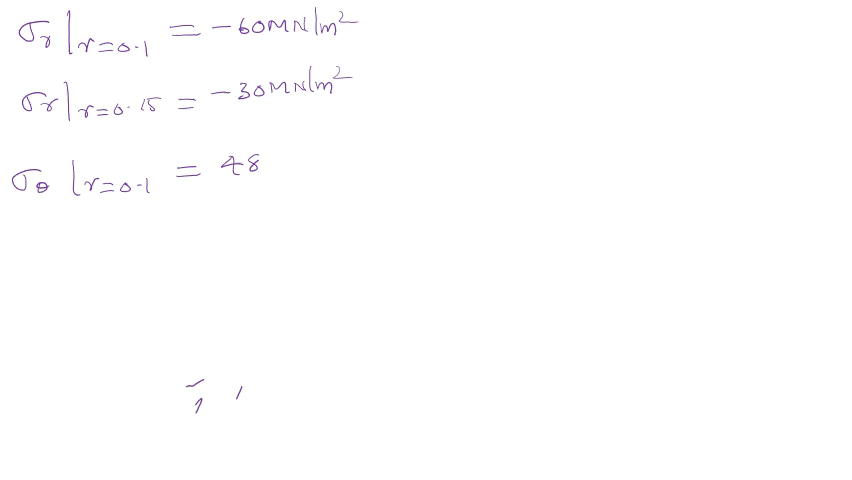 σr|r=0.1 = -60MN/m²
σr|r=0.15 = -30MN/m²
σθ|r=0.1 = 48